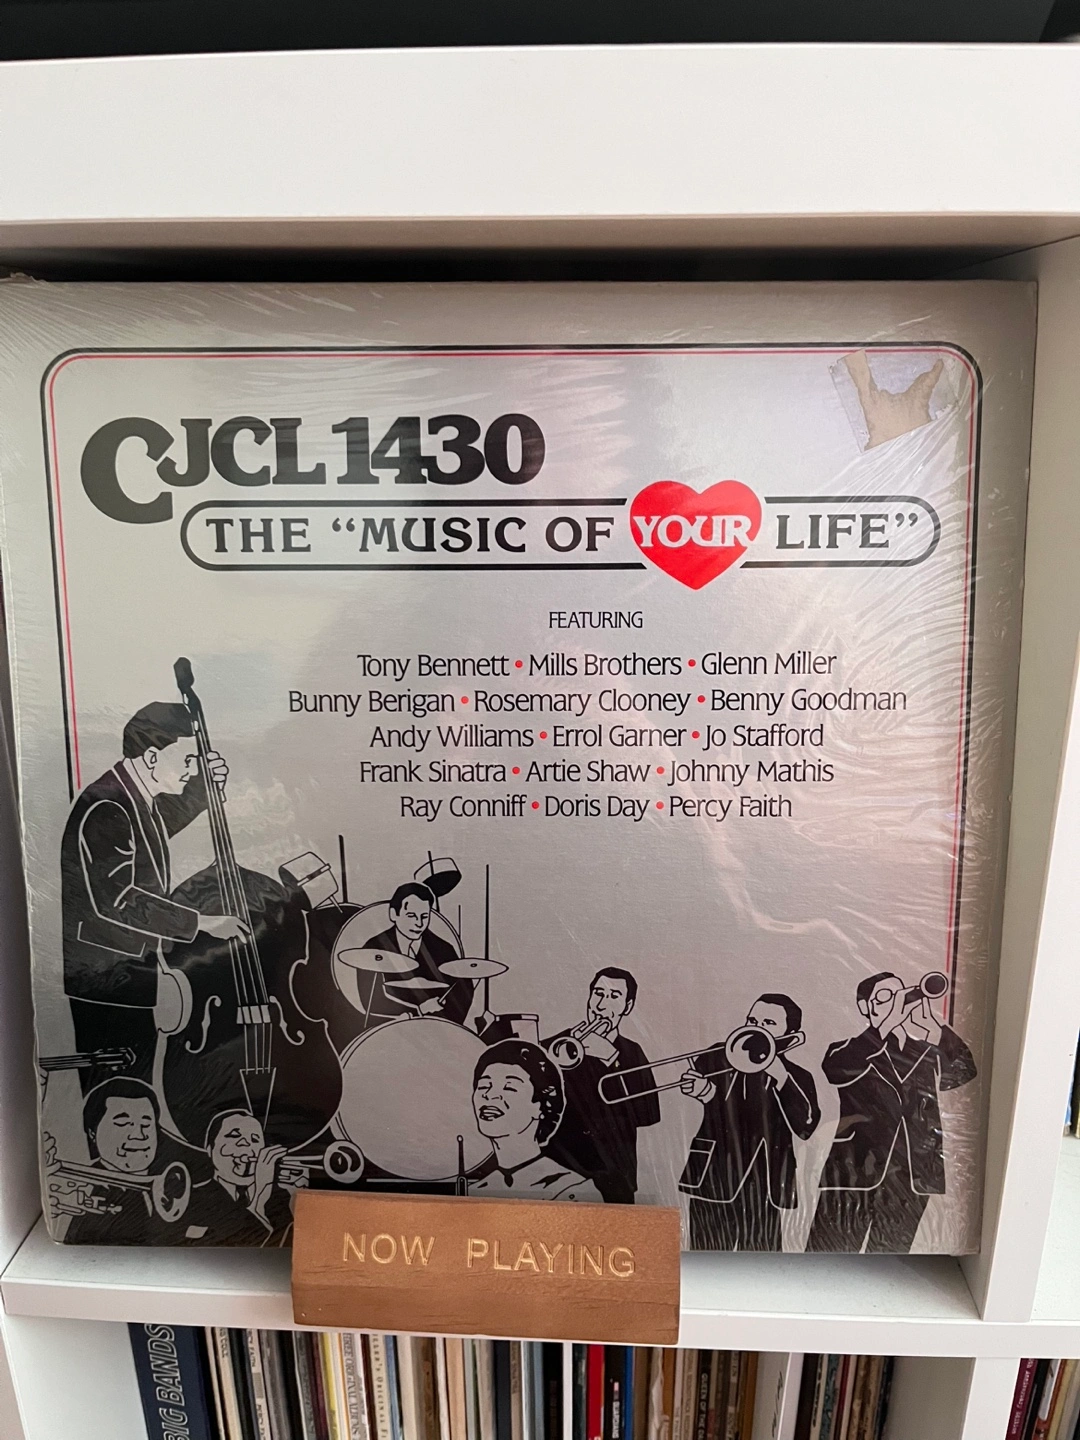 CJCL 1430
THE “MUSIC OF YOUR LIFE”
FEATURING
Tony Bennett • Mills Brothers • Glenn Miller
Bunny Berigan • Rosemary Clooney • Benny Goodman
Andy Williams • Errol Garner • Jo Stafford
Frank Sinatra • Artie Shaw • Johnny Mathis
Ray Conniff • Doris Day • Percy Faith
NOW PLAYING
BIG BANDS